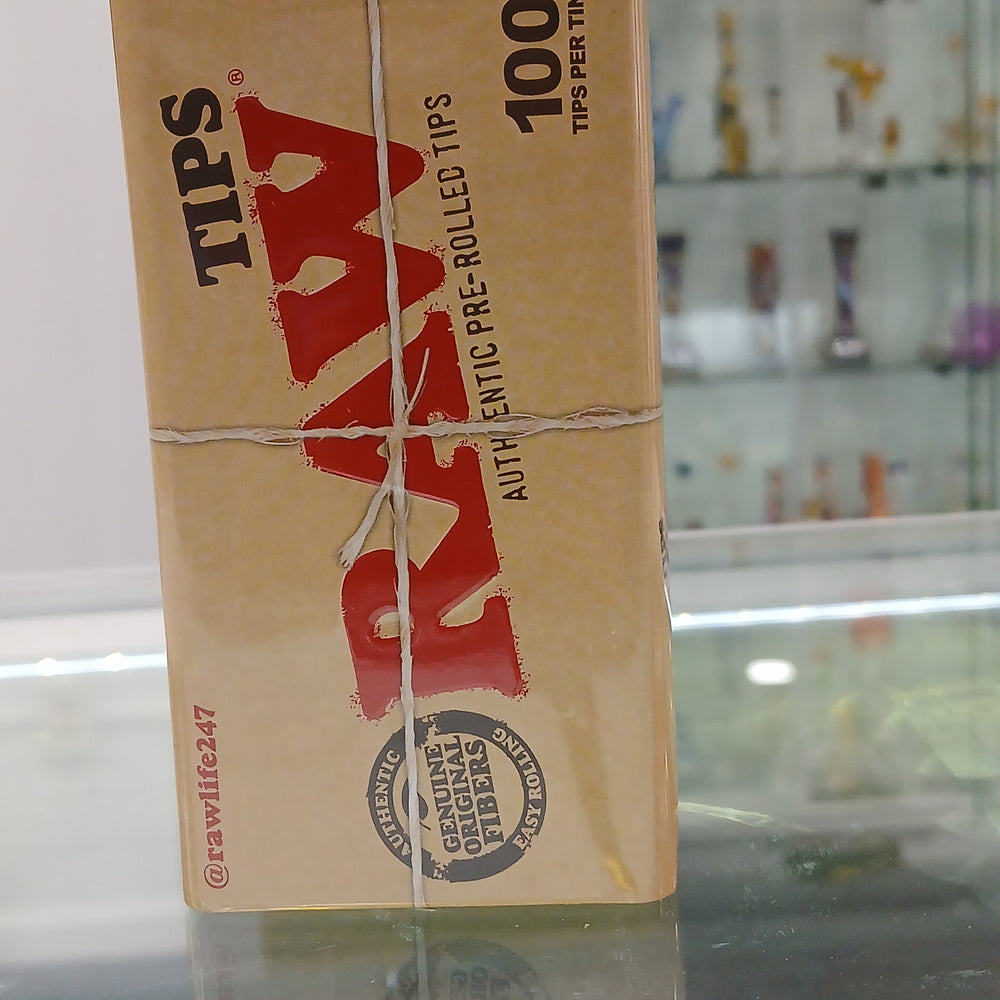 TIPS
RAW®
AUTHENTIC PRE-ROLLED TIPS
100
TIPS PER TIN
@rawlife247
AUTHENTIC
GENUINE
ORIGINAL
FIBERS
EASY ROLLING